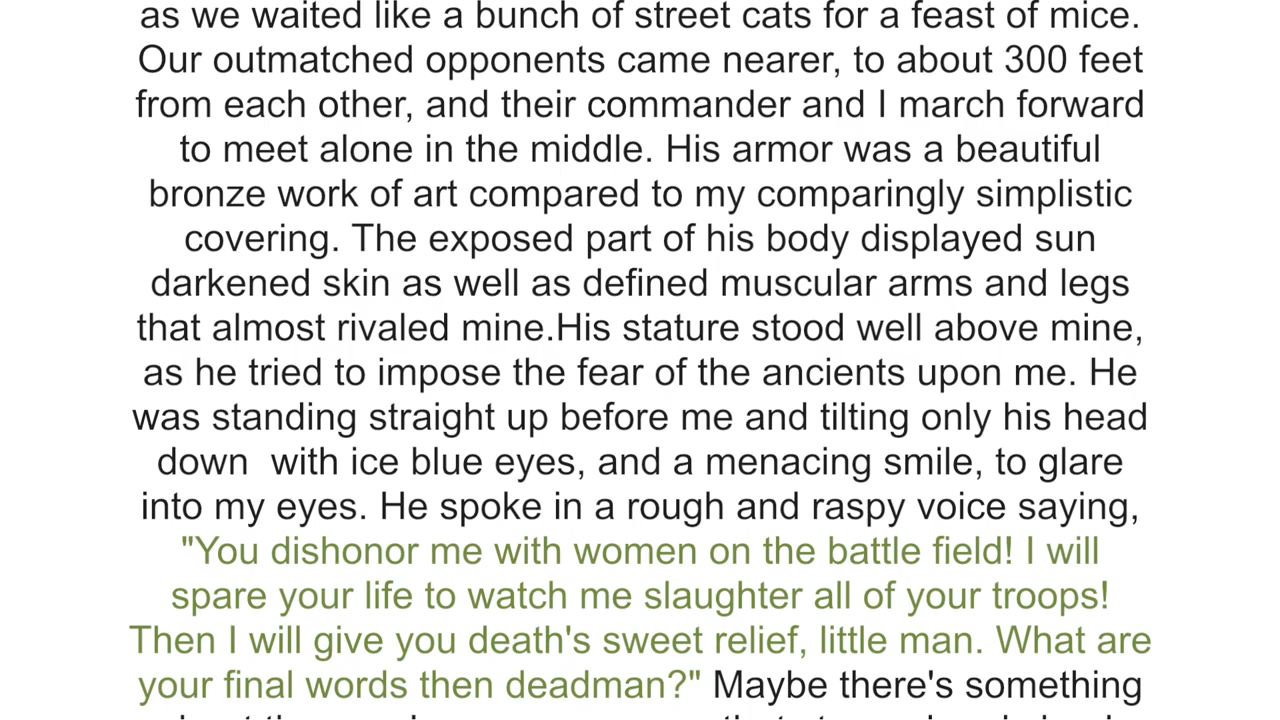 as we waited like a bunch of street cats for a feast of mice.
Our outmatched opponents came nearer, to about 300 feet
from each other, and their commander and I march forward
to meet alone in the middle. His armor was a beautiful
bronze work of art compared to my comparingly simplistic
covering. The exposed part of his body displayed sun
darkened skin as well as defined muscular arms and legs
that almost rivaled mine.His stature stood well above mine,
as he tried to impose the fear of the ancients upon me. He
was standing straight up before me and tilting only his head
down  with ice blue eyes, and a menacing smile, to glare
into my eyes. He spoke in a rough and raspy voice saying,
"You dishonor me with women on the battle field! I will
spare your life to watch me slaughter all of your troops!
Then I will give you death's sweet relief, little man. What are
your final words then deadman?" Maybe there's something